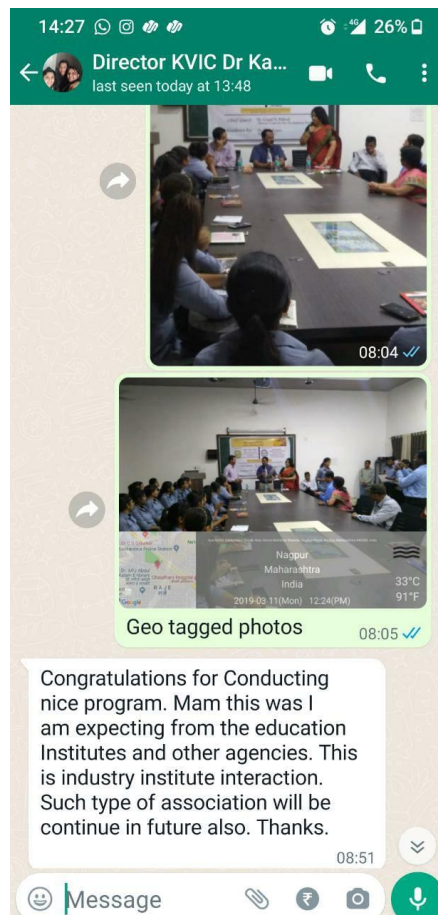 14:27 4G 26%
Director KVIC Dr Ka...
last seen today at 13:48
08:04
Nagpur
Maharashtra
India
33°C
91°F
2019-03-11(Mon) 12:24(PM)
Google
Geo tagged photos
08:05
Congratulations for Conducting
nice program. Mam this was I
am expecting from the education
Institutes and other agencies. This
is industry institute interaction.
Such type of association will be
continue in future also. Thanks.
08:51
Message